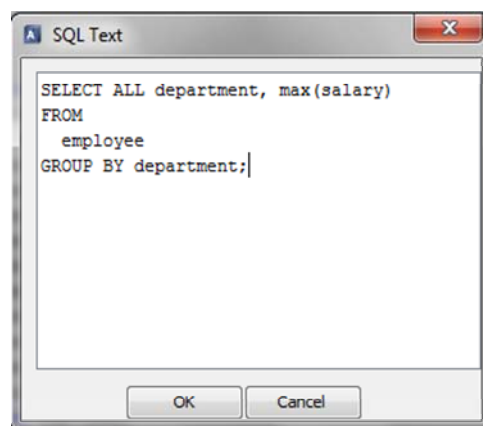 SQL Text
SELECT ALL department, max(salary)
FROM
  employee
GROUP BY department;
OK
Cancel